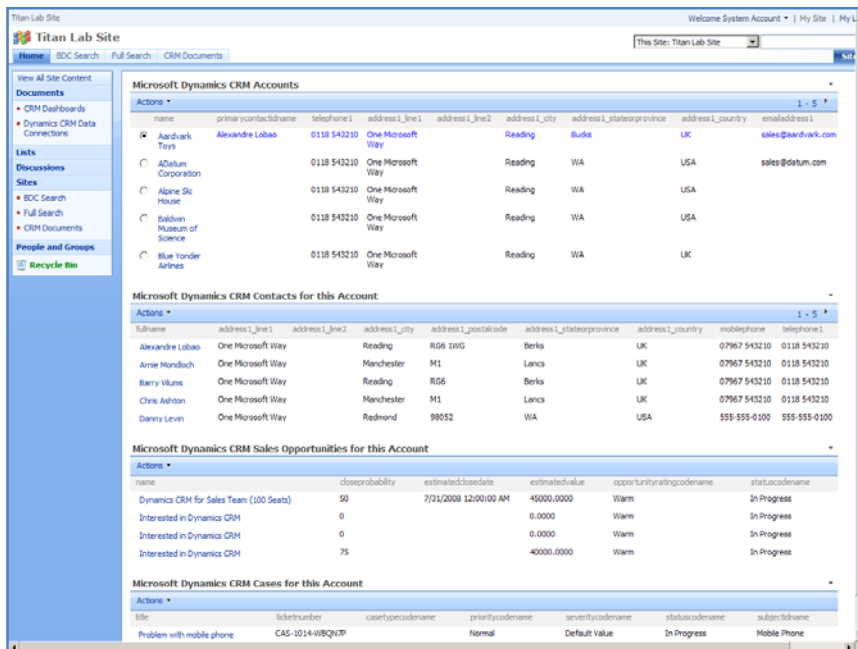 Titan Lab Site
Welcome System Account | My Site | My L
Titan Lab Site
This Site: Titan Lab Site
Home BDC Search Full Search CRM Documents
View All Site Content
Documents
CRM Dashboards
Dynamics CRM Data
Connections
Lists
Discussions
Sites
BDC Search
Full Search
CRM Documents
People and Groups
Recycle Bin
Microsoft Dynamics CRM Accounts
Actions 1 - 5
name primarycontactidname telephone1 address1_line1 address1_line2 address1_city address1_stateorprovince address1_country emailaddress1
Aardvark Alexandre Lobao 0118 543210 One Microsoft Reading Bucks UK sales@aardvark.com
Toys Way
ADatum 0118 543210 One Microsoft Reading WA USA sales@datum.com
Corporation Way
Alpine Ski 0118 543210 One Microsoft Reading WA USA
House Way
Baldwin 0118 543210 One Microsoft Reading WA USA
Museum of Way
Science
Blue Yonder 0118 543210 One Microsoft Reading WA UK
Airlines Way
Microsoft Dynamics CRM Contacts for this Account
Actions 1 - 5
fullname address1_line1 address1_line2 address1_city address1_postalcode address1_stateorprovince address1_country mobilephone telephone1
Alexandre Lobao One Microsoft Way Reading RG6 1WG Berks UK 07967 543210 0118 543210
Arnie Mondloch One Microsoft Way Manchester M1 Lancs UK 07967 543210 0118 543210
Barry Vilums One Microsoft Way Reading RG6 Berks UK 07967 543210 0118 543210
Chris Ashton One Microsoft Way Manchester M1 Lancs UK 07967 543210 0118 543210
Danny Levin One Microsoft Way Redmond 98052 WA USA 555-555-0100 555-555-0100
Microsoft Dynamics CRM Sales Opportunities for this Account
Actions
name closeprobability estimatedclosedate estimatedvalue opportunityratingcodename statuscodename
Dynamics CRM for Sales Team (100 Seats) 50 7/31/2008 12:00:00 AM 45000.0000 Warm In Progress
Interested in Dynamics CRM 0 0.0000 Warm In Progress
Interested in Dynamics CRM 0 0.0000 Warm In Progress
Interested in Dynamics CRM 75 40000.0000 Warm In Progress
Microsoft Dynamics CRM Cases for this Account
Actions
title ticketnumber casetypecodename prioritycodename severitycodename statuscodename subjectidname
Problem with mobile phone CAS-1014-WBQN7P Normal Default Value In Progress Mobile Phone